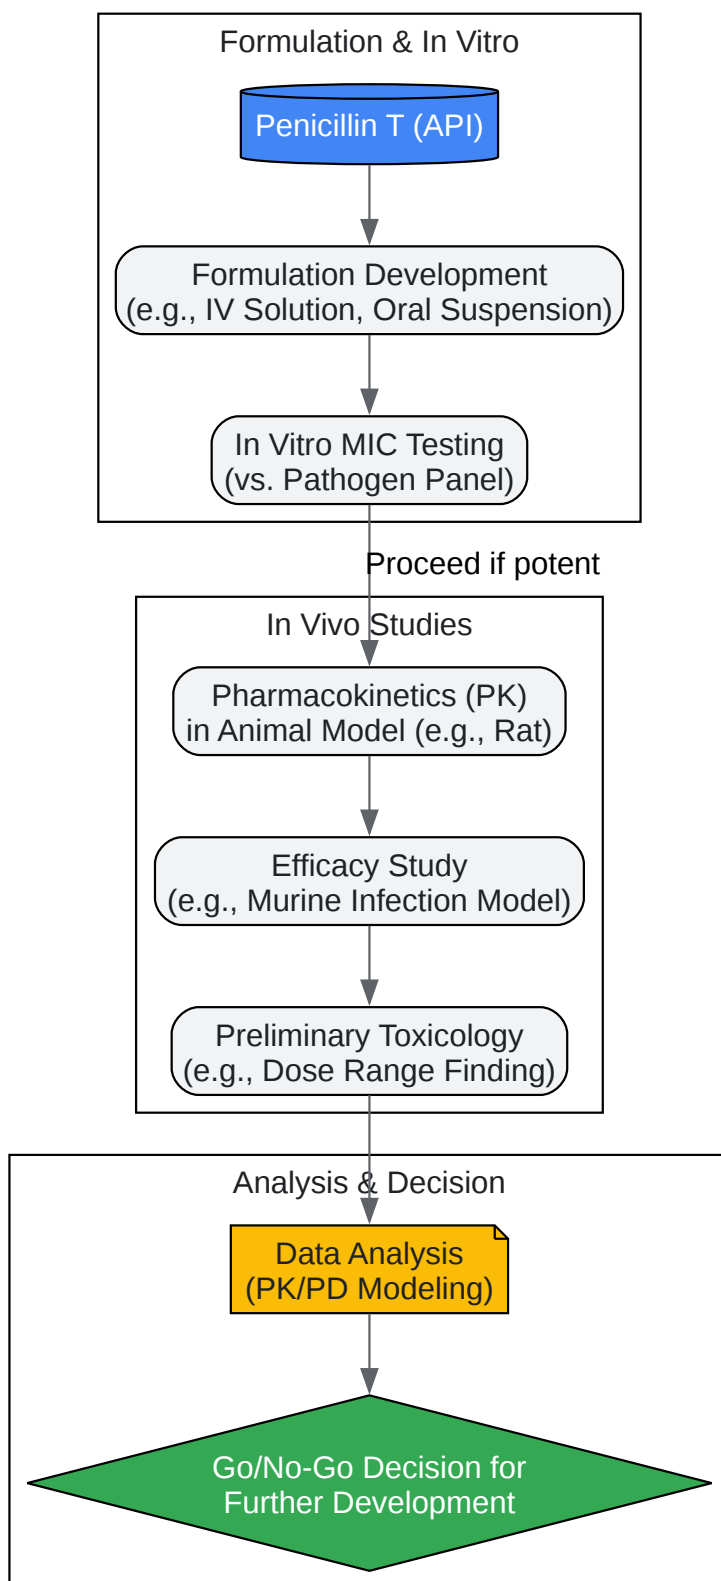 Formulation & In Vitro
Penicillin T (API)
Formulation Development
(e.g., IV Solution, Oral Suspension)
In Vitro MIC Testing
(vs. Pathogen Panel)
Proceed if potent
In Vivo Studies
Pharmacokinetics (PK)
in Animal Model (e.g., Rat)
Efficacy Study
(e.g., Murine Infection Model)
Preliminary Toxicology
(e.g., Dose Range Finding)
Analysis & Decision
Data Analysis
(PK/PD Modeling)
Go/No-Go Decision for
Further Development